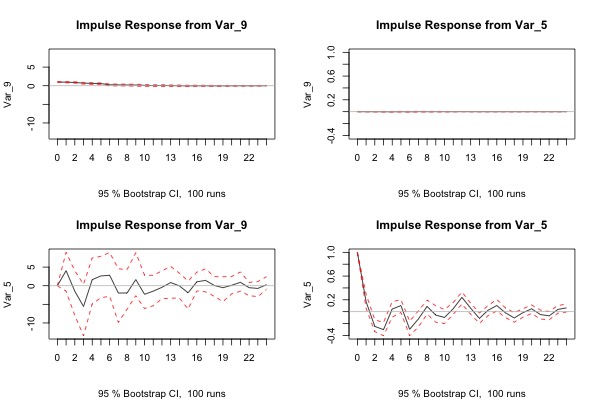 Impulse Response from Var_9
Var_9
5
0
-10
0 2 4 6 8 10 13 16 19 22
95 % Bootstrap CI,  100 runs
Impulse Response from Var_5
Var_9
1.0
0.6
0.2
-0.4
0 2 4 6 8 10 13 16 19 22
95 % Bootstrap CI,  100 runs
Impulse Response from Var_9
Var_5
5
0
-10
0 2 4 6 8 10 13 16 19 22
95 % Bootstrap CI,  100 runs
Impulse Response from Var_5
Var_5
1.0
0.6
0.2
-0.4
0 2 4 6 8 10 13 16 19 22
95 % Bootstrap CI,  100 runs